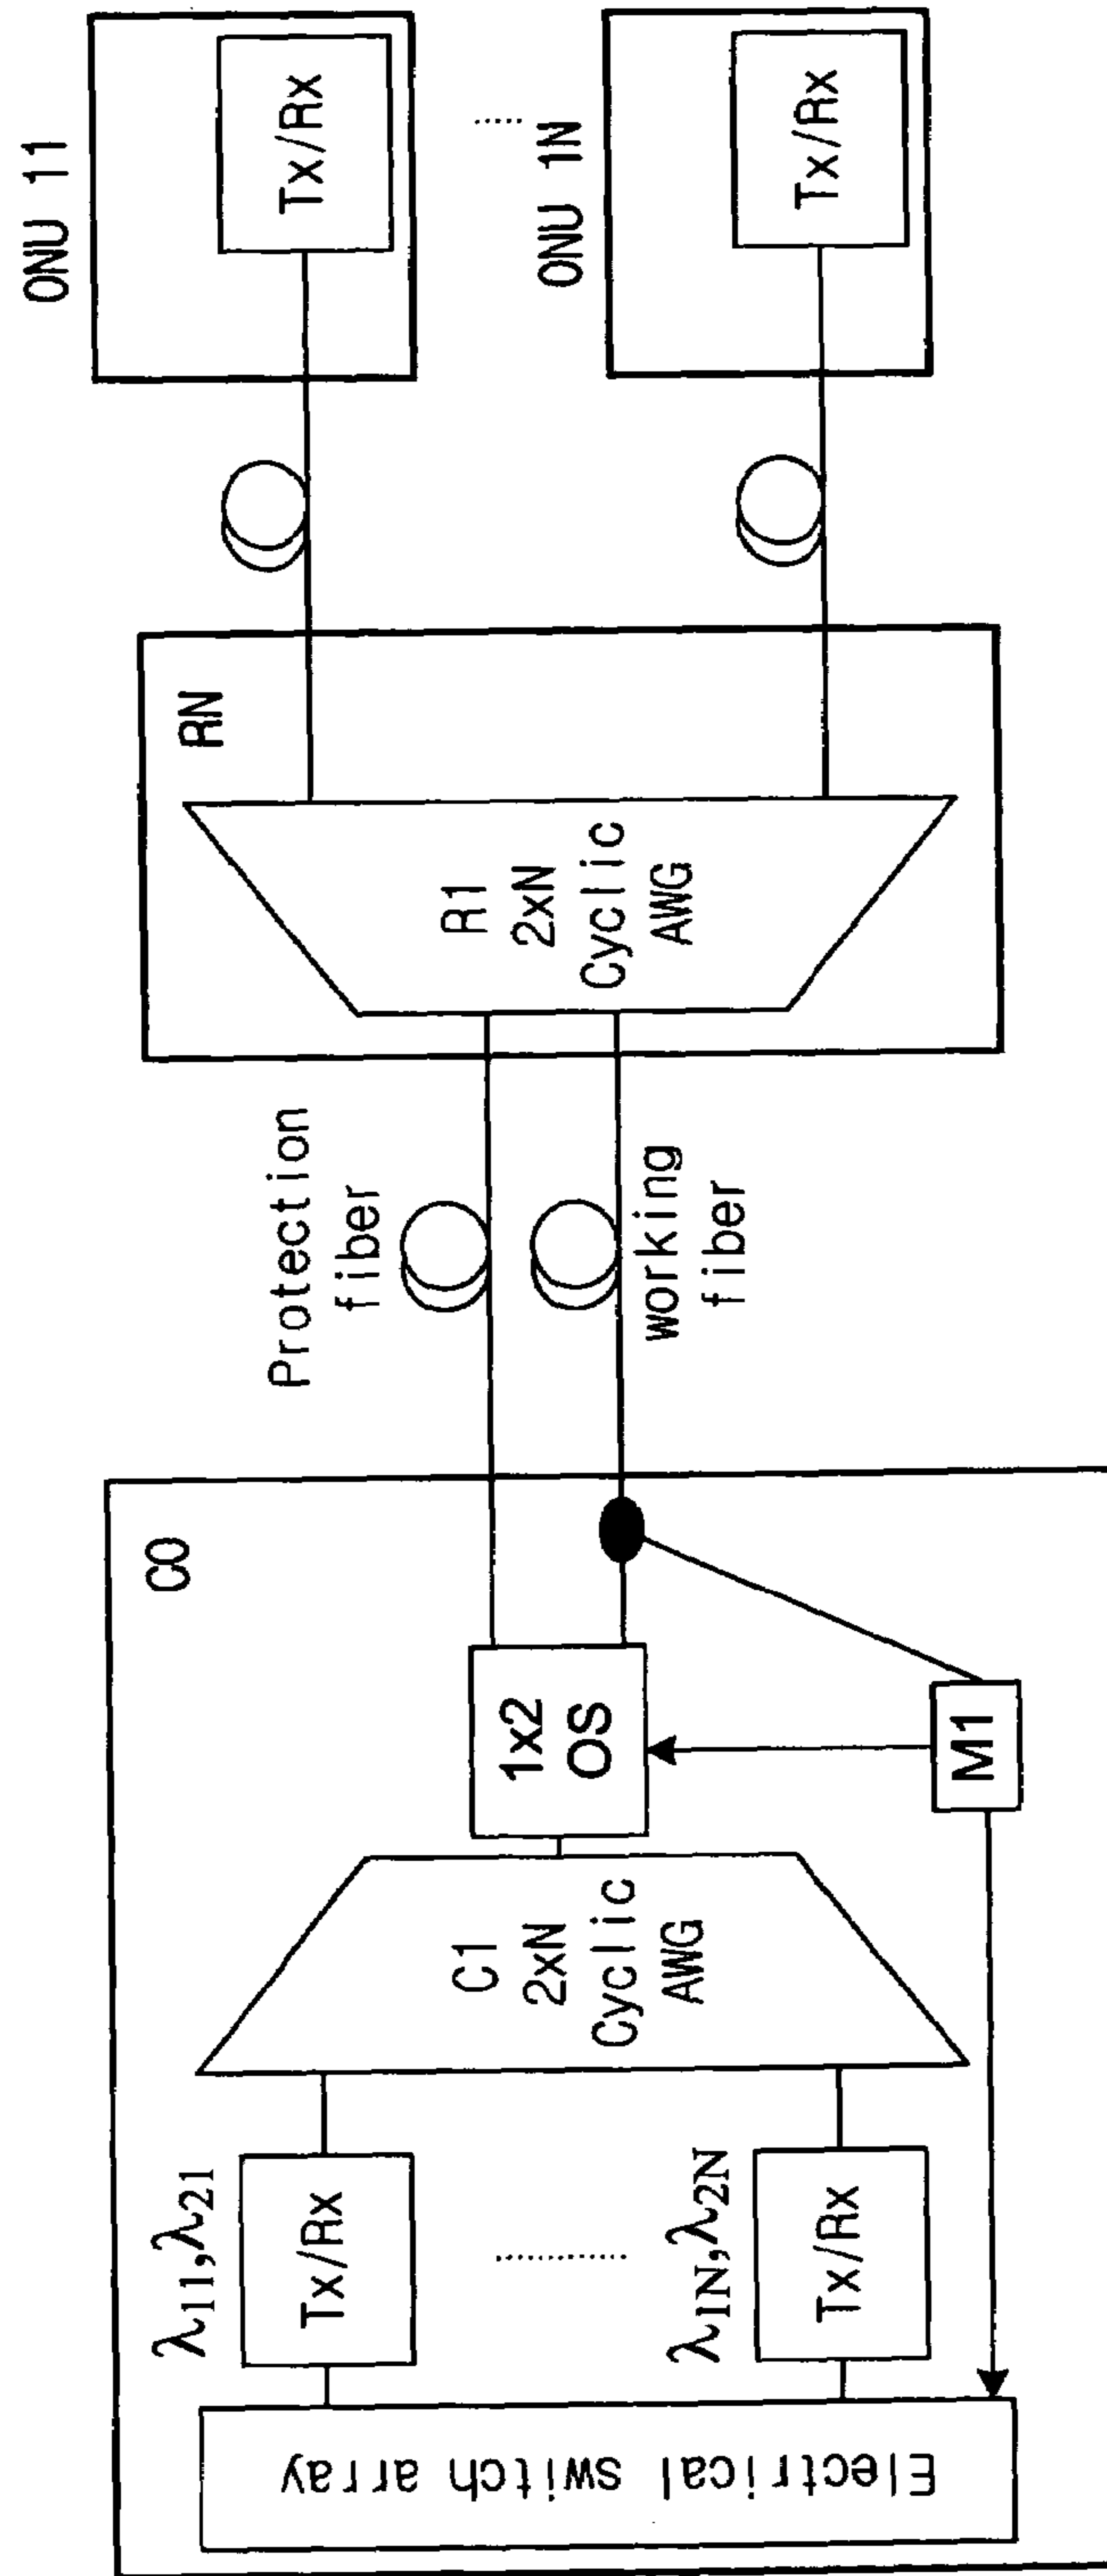 CO
Electrical switch array
λ11,λ21
Tx/Rx
λ1N,λ2N
Tx/Rx
C1
2xN
Cyclic
AWG
1x2
OS
M1
Protection
fiber
working
fiber
RN
R1
2xN
Cyclic
AWG
ONU 11
Tx/Rx
ONU 1N
Tx/Rx